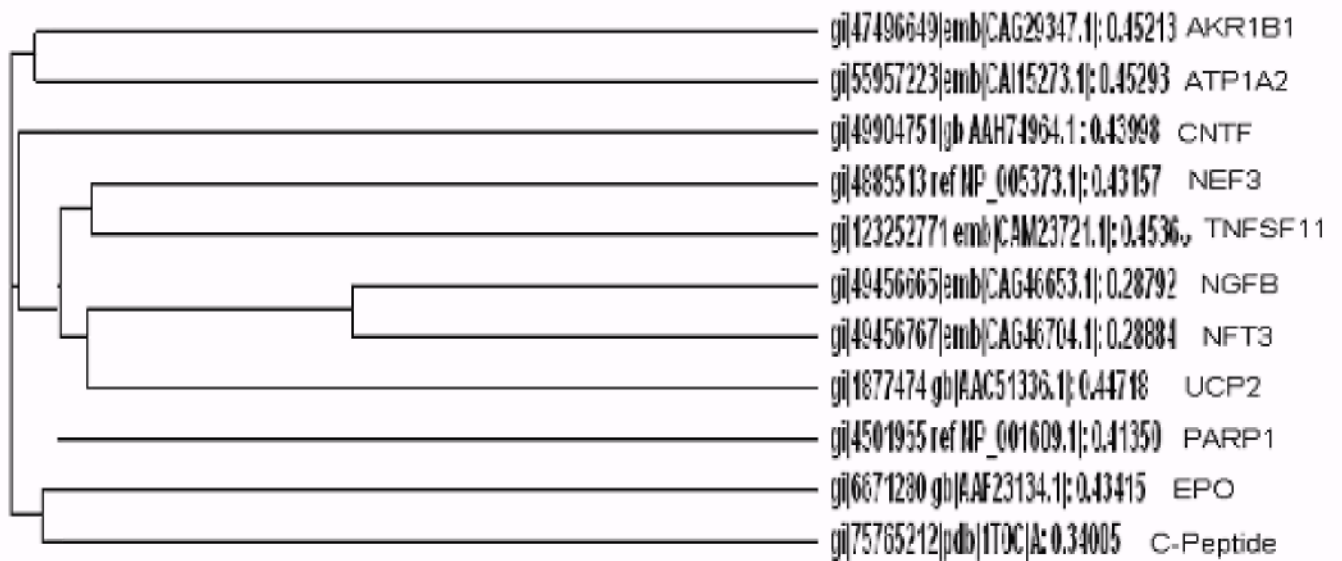 gi|47496649|emb|CAG29347.1|: 0.45213 AKR1B1
gi|55957223|emb|CAI15273.1|: 0.45293 ATP1A2
gi|49904751|gb AAH74964.1: 0.43998 CNTF
gi|4885513 ref NP_005373.1|: 0.43157 NEF3
gi|123252771 emb|CAM23721.1|: 0.4536 TNFSF11
gi|49456665|emb|CAG46653.1|: 0.28792 NGFB
gi|49456767|emb|CAG46704.1|: 0.28884 NFT3
gi|1877474 gb|AAC51336.1|: 0.44718 UCP2
gi|4501955 ref NP_001609.1|: 0.41350 PARP1
gi|6671280 gb|AAF23134.1|: 0.43415 EPO
gi|75765212|pdb|1TOC|A: 0.34005 C-Peptide